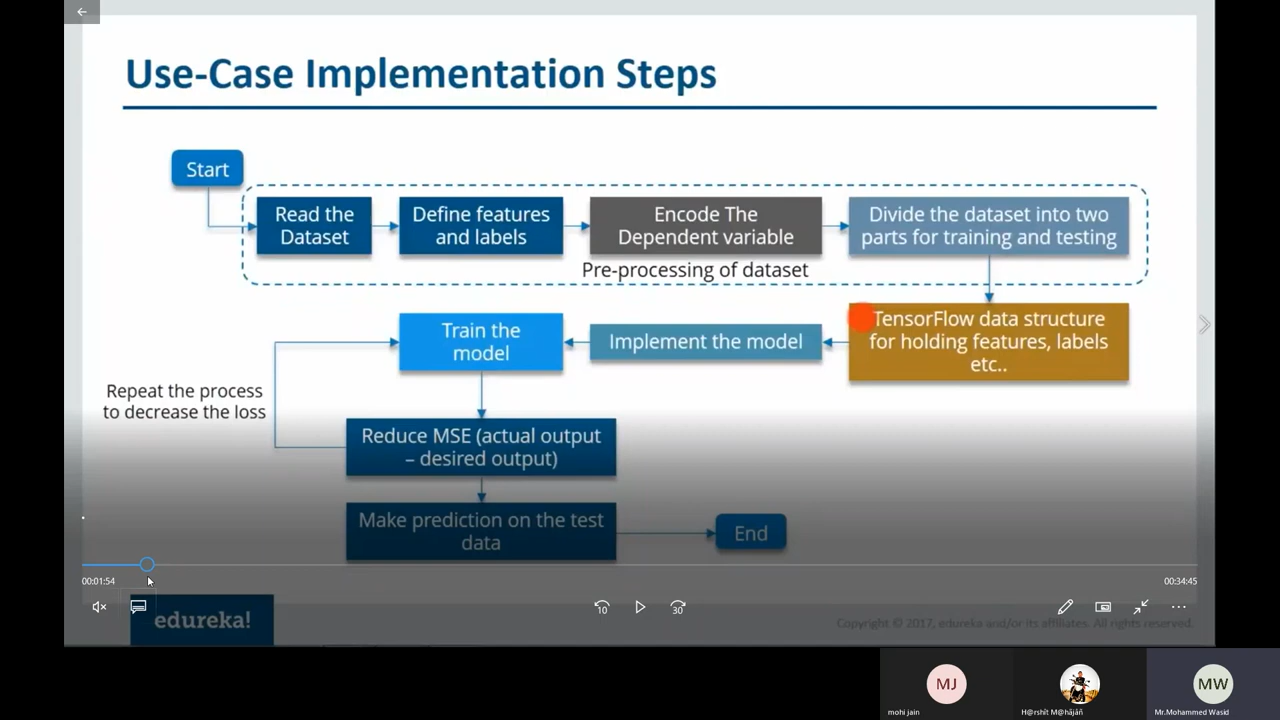 Use-Case Implementation Steps
Start
Read the
Dataset
Define features
and labels
Encode The
Dependent variable
Divide the dataset into two
parts for training and testing
Pre-processing of dataset
TensorFlow data structure
for holding features, labels
etc..
Implement the model
Train the
model
Repeat the process
to decrease the loss
Reduce MSE (actual output
– desired output)
Make prediction on the test
data
End
00:01:54
00:34:45
10
30
edureka!
Copyright © 2017, edureka and/or its affiliates. All rights reserved.
MJ
MW
mohi jain
H@rshït M@hãjáñ
Mr.Mohammed Wasid